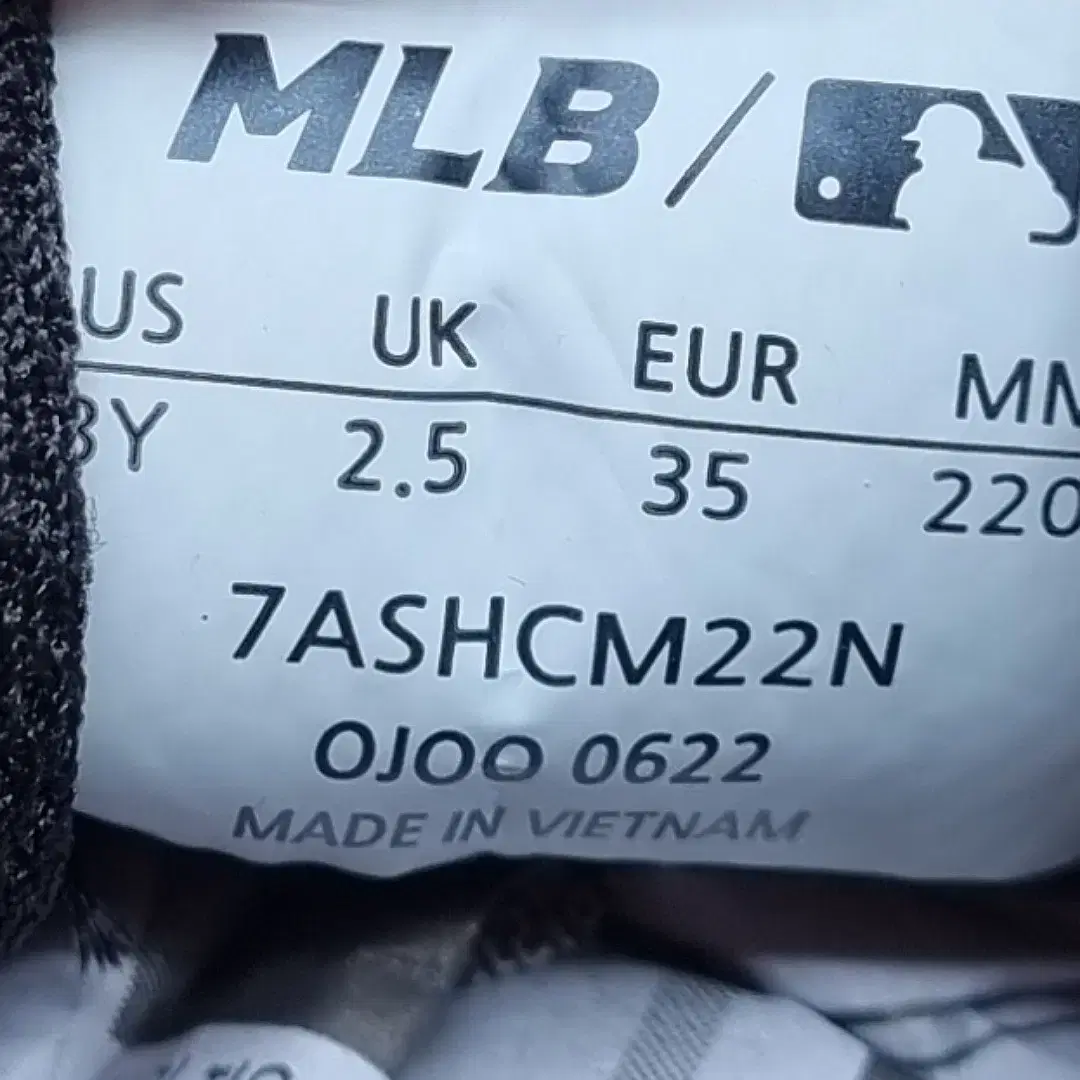 MLB /
US UK EUR MM
3Y 2.5 35 220
7ASHCM22N
OJOO 0622
MADE IN VIETNAM